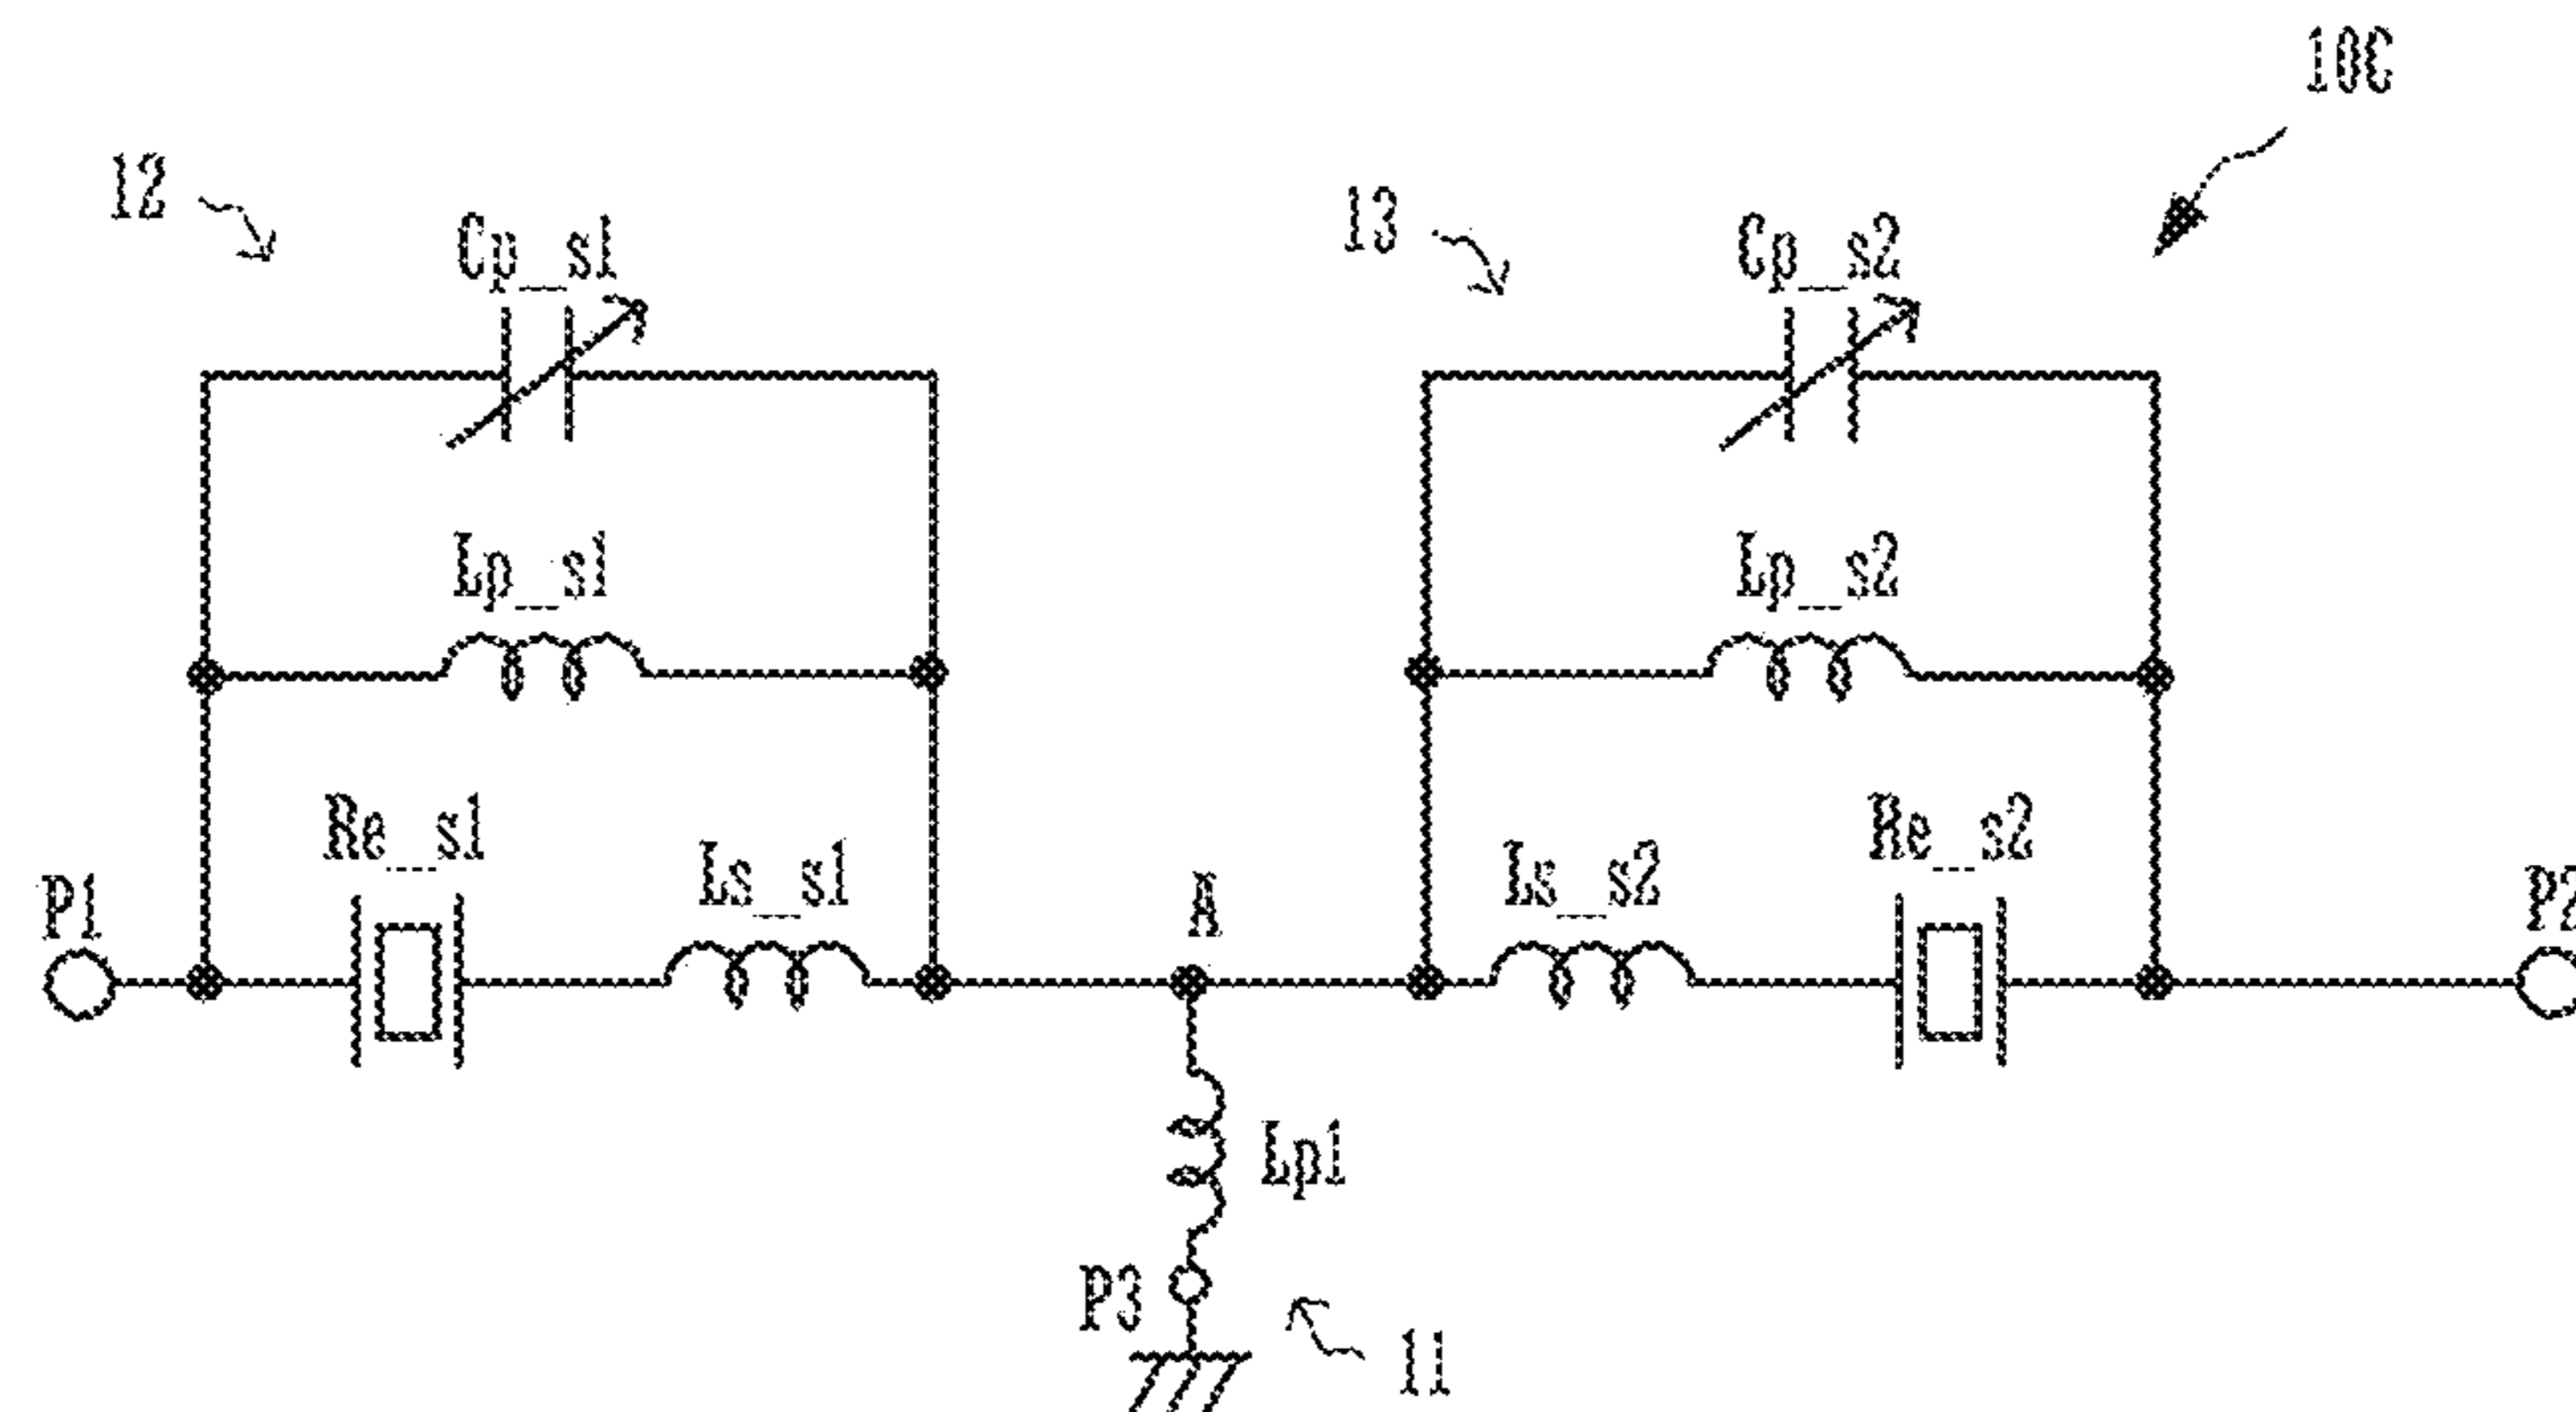 10C
12
13
Cp_s1
Cp_s2
Lp_s1
Lp_s2
Re_s1
Ls_s1
Ls_s2
Re_s2
P1
A
P2
Lp1
P3
11